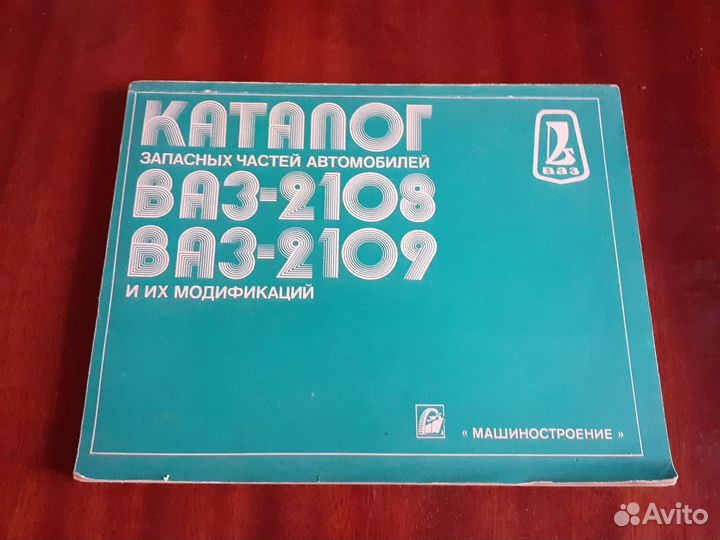 КАТАЛОГ
ЗАПАСНЫХ ЧАСТЕЙ АВТОМОБИЛЕЙ
ВАЗ-2108
ВАЗ-2109
И ИХ МОДИФИКАЦИЙ
ВАЗ
« МАШИНОСТРОЕНИЕ »
Avito